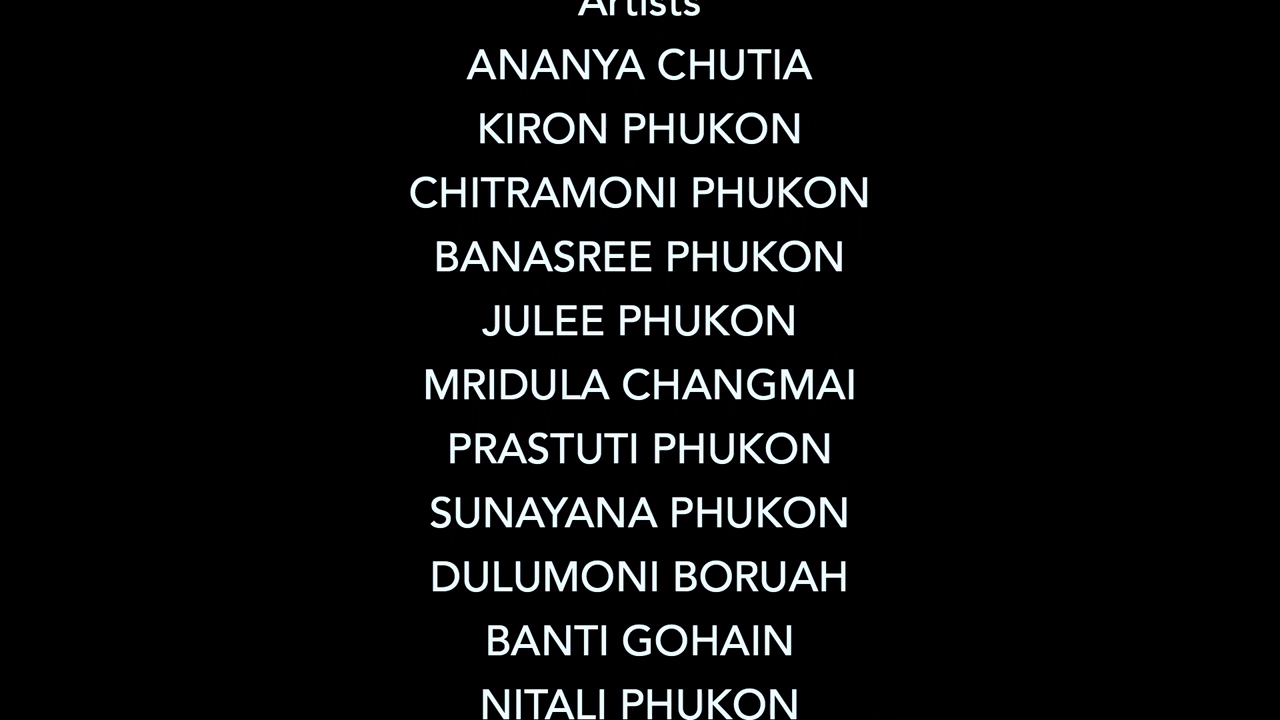 Artists
ANANYA CHUTIA
KIRON PHUKON
CHITRAMONI PHUKON
BANASREE PHUKON
JULEE PHUKON
MRIDULA CHANGMAI
PRASTUTI PHUKON
SUNAYANA PHUKON
DULUMONI BORUAH
BANTI GOHAIN
NITALI PHUKON